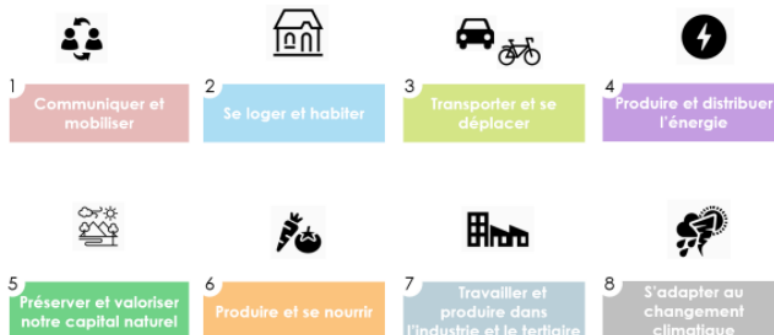 1
Communiquer et
mobiliser
2
Se loger et habiter
3
Transporter et se
déplacer
4
Produire et distribuer
l'énergie
5
Préserver et valoriser
notre capital naturel
6
Produire et se nourrir
7
Travailler et
produire dans
l'industrie et le tertiaire
8
S'adapter au
changement
climatique